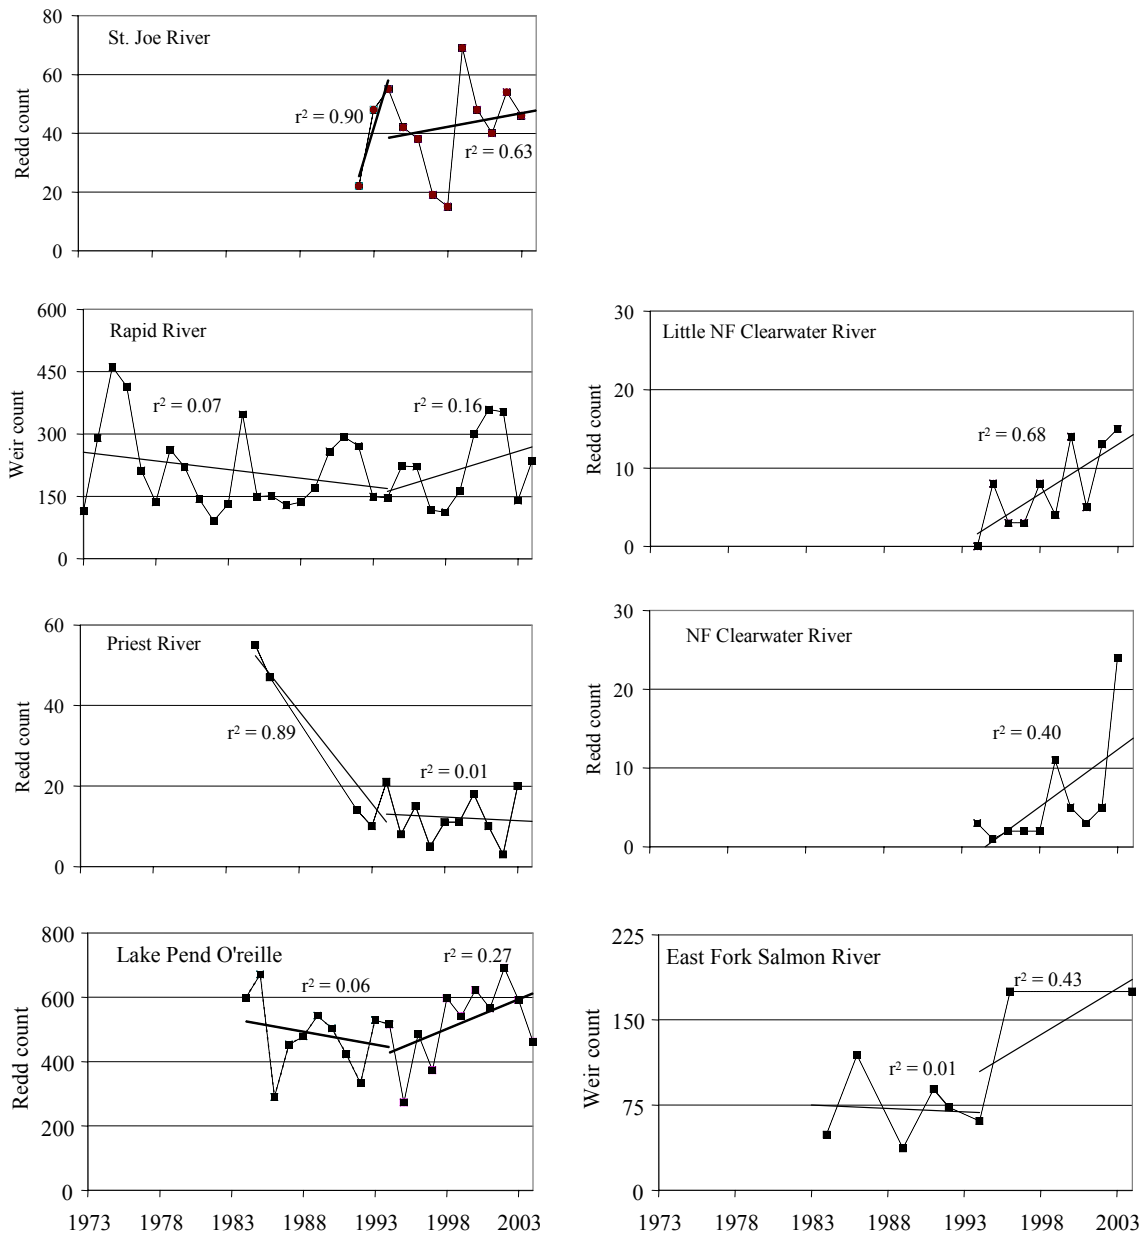 St. Joe River
80
60
40
20
0
Redd count
r² = 0.90
r² = 0.63
Rapid River
600
450
300
150
0
Weir count
r² = 0.07
r² = 0.16
Little NF Clearwater River
30
20
10
0
Redd count
r² = 0.68
Priest River
60
40
20
0
Redd count
r² = 0.89
r² = 0.01
NF Clearwater River
30
20
10
0
Redd count
r² = 0.40
Lake Pend O'reille
800
600
400
200
0
Redd count
r² = 0.06
r² = 0.27
1973 1978 1983 1988 1993 1998 2003
East Fork Salmon River
225
150
75
0
Weir count
r² = 0.01
r² = 0.43
1973 1978 1983 1988 1993 1998 2003